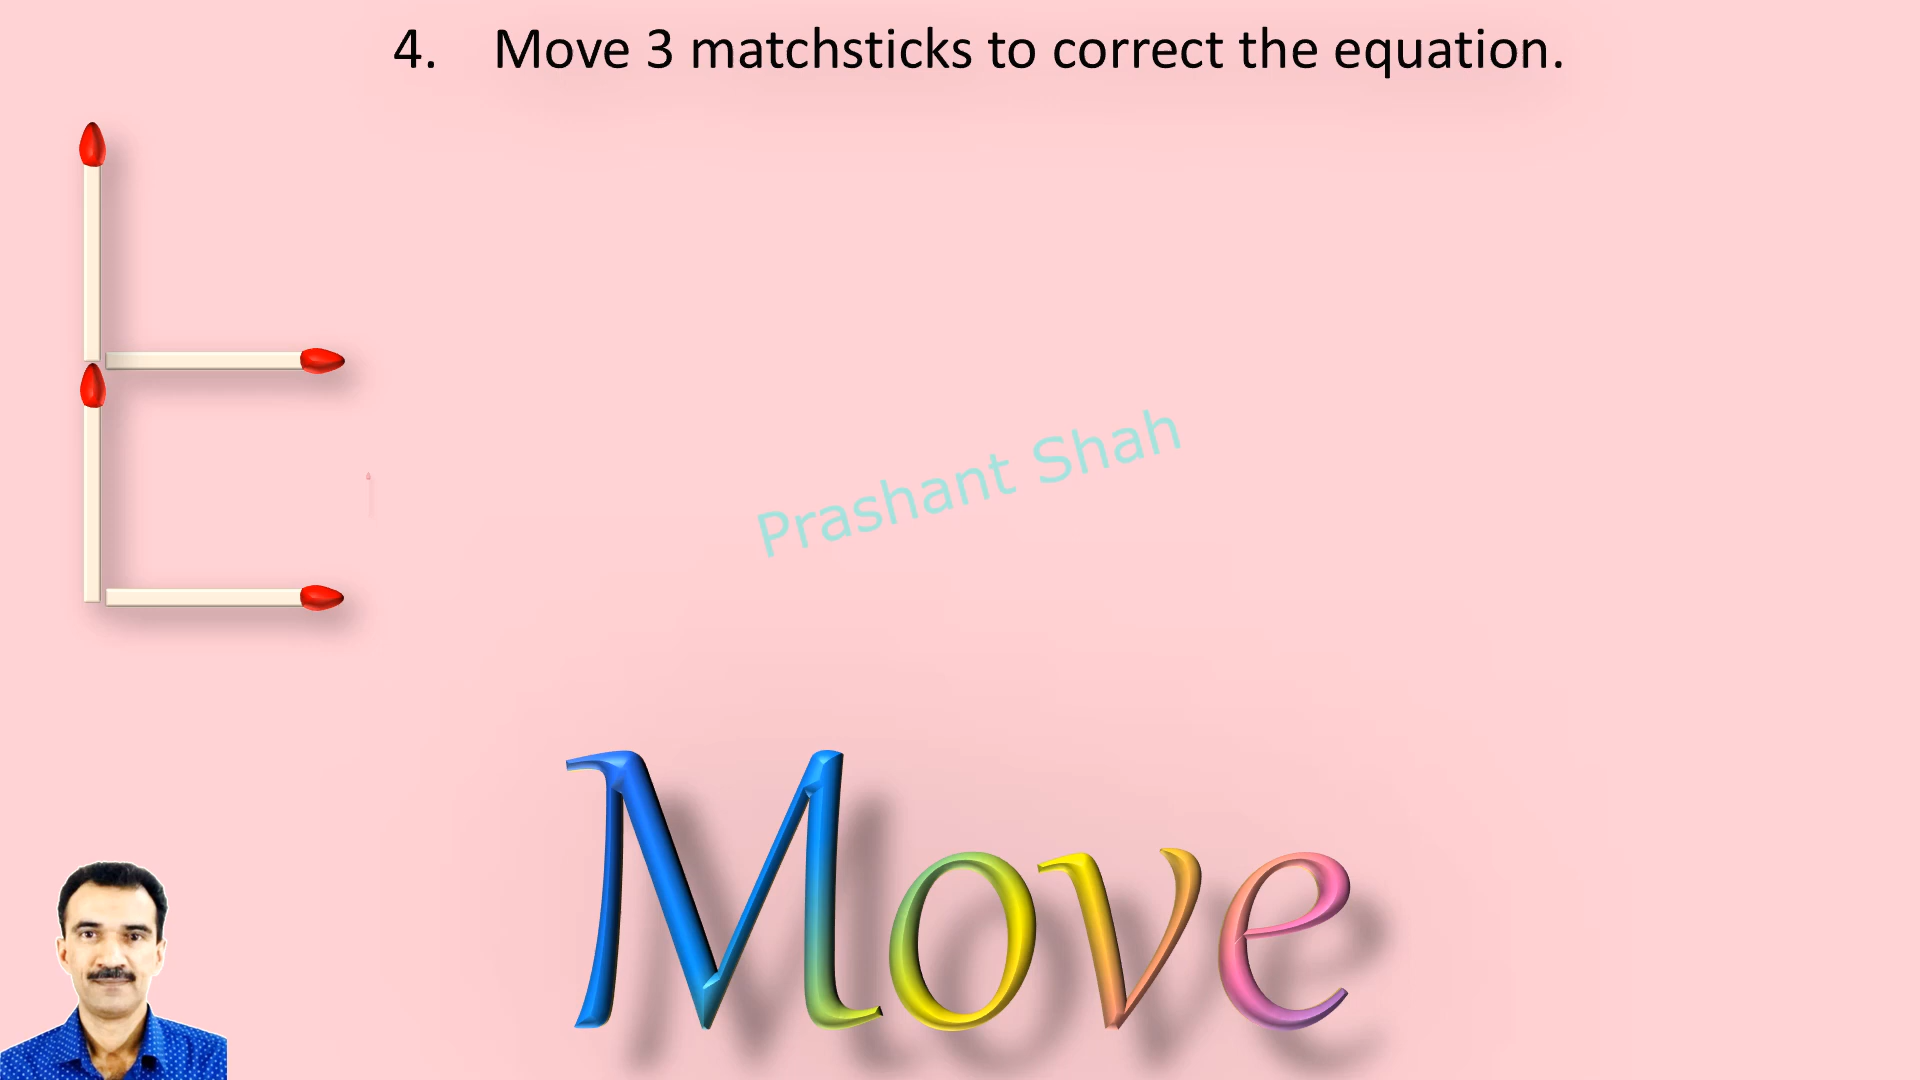 4. Move 3 matchsticks to correct the equation.
Prashant Shah
Move